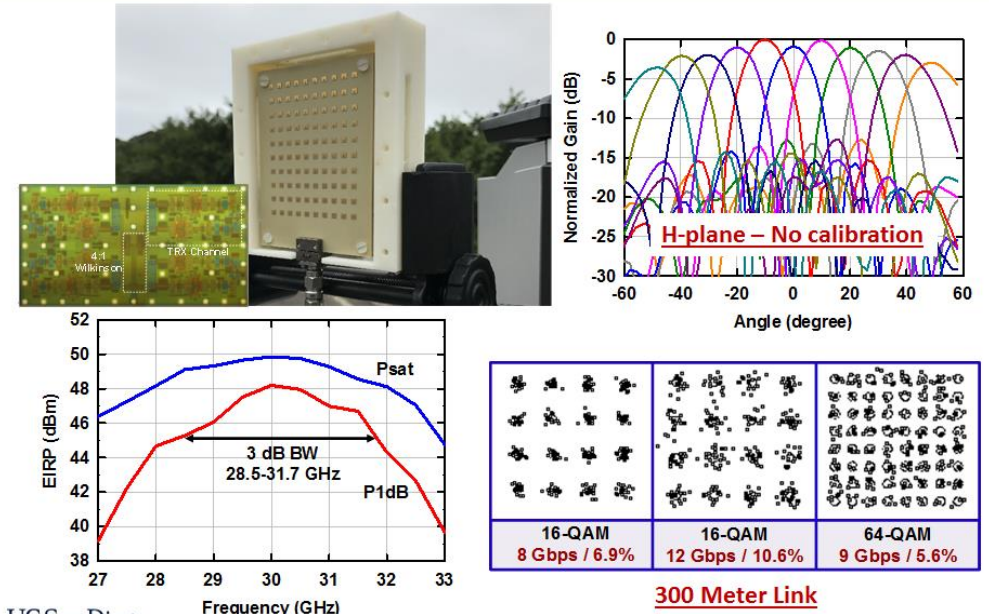 4:1
Wilkinson
TRX Channel
Normalized Gain (dB)
0
-5
-10
-15
-20
-25
-30
H-plane – No calibration
-60 -40 -20 0 20 40 60
Angle (degree)
EIRP (dBm)
52
50
48
46
44
42
40
38
Psat
3 dB BW
28.5-31.7 GHz
P1dB
27 28 29 30 31 32 33
Frequency (GHz)
16-QAM
8 Gbps / 6.9%
16-QAM
12 Gbps / 10.6%
64-QAM
9 Gbps / 5.6%
300 Meter Link